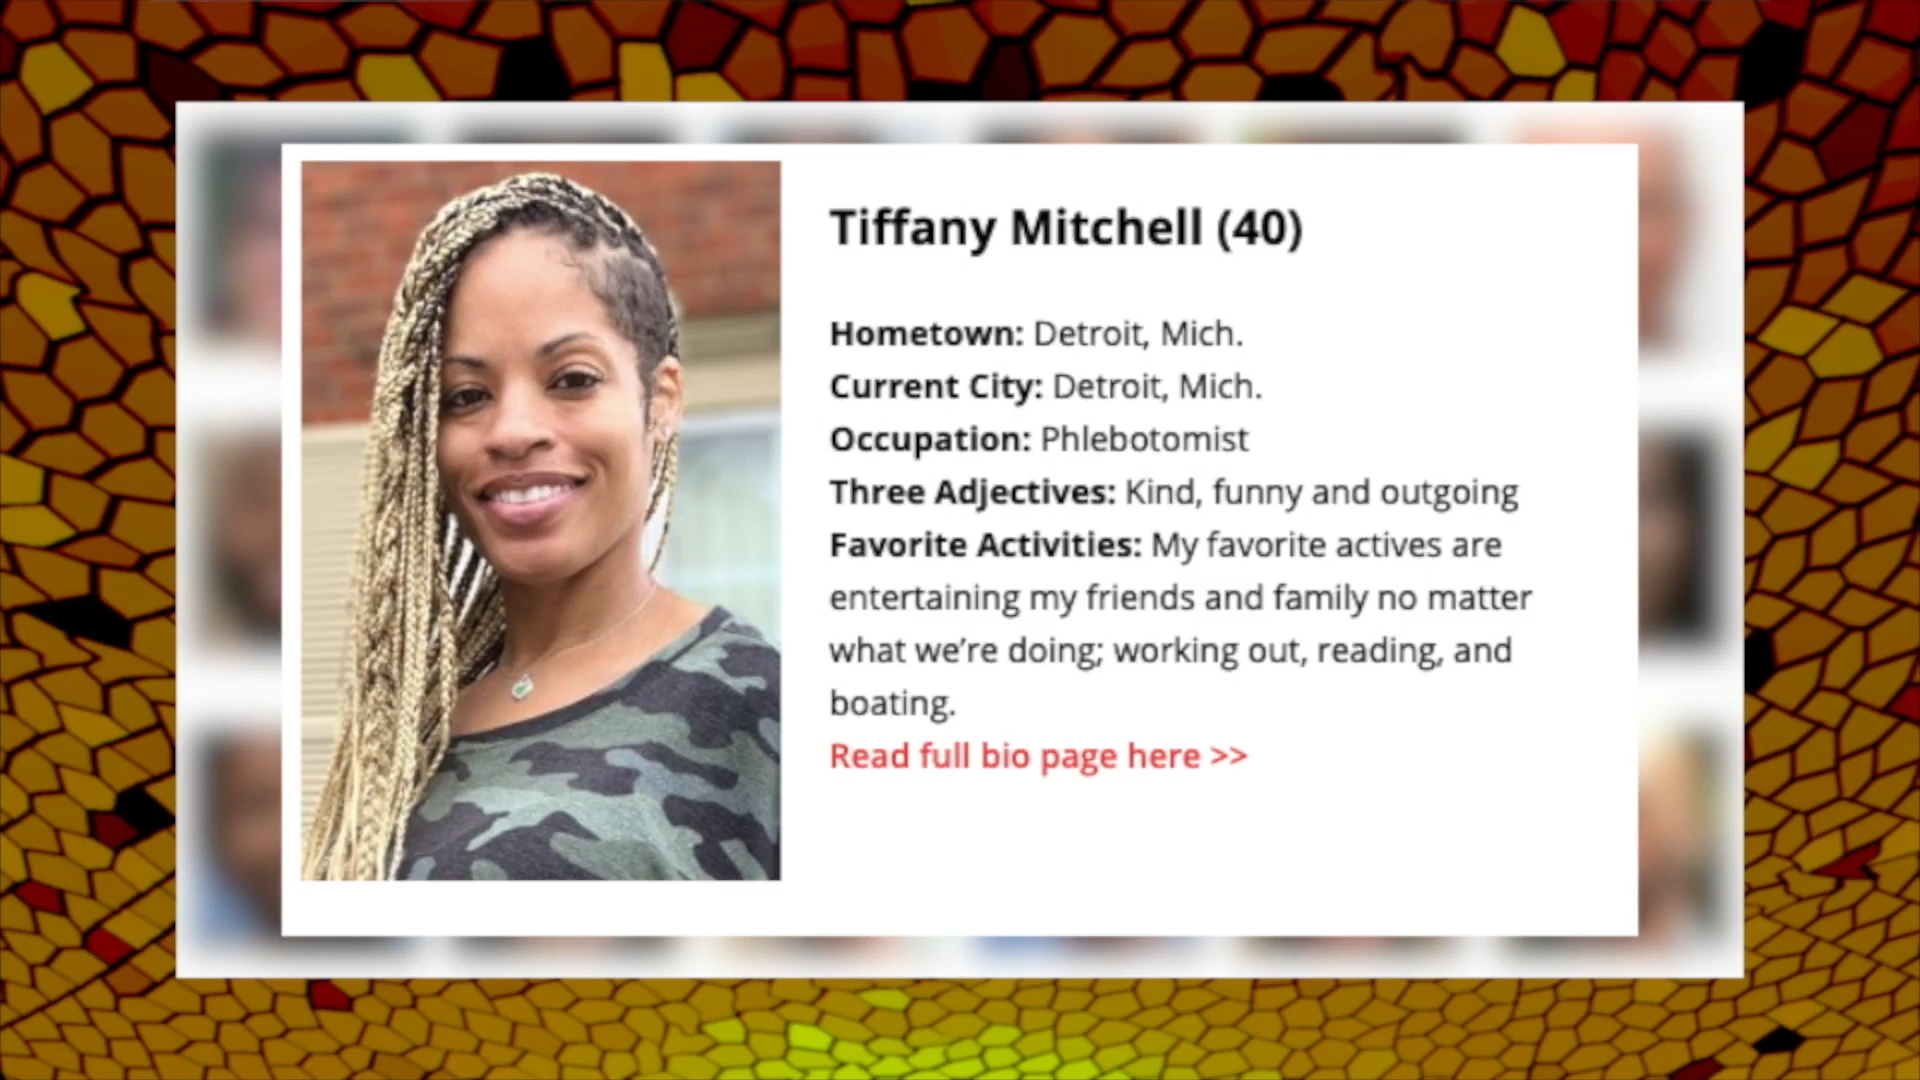 Tiffany Mitchell (40)
Hometown: Detroit, Mich.
Current City: Detroit, Mich.
Occupation: Phlebotomist
Three Adjectives: Kind, funny and outgoing
Favorite Activities: My favorite actives are
entertaining my friends and family no matter
what we’re doing; working out, reading, and
boating.
Read full bio page here >>